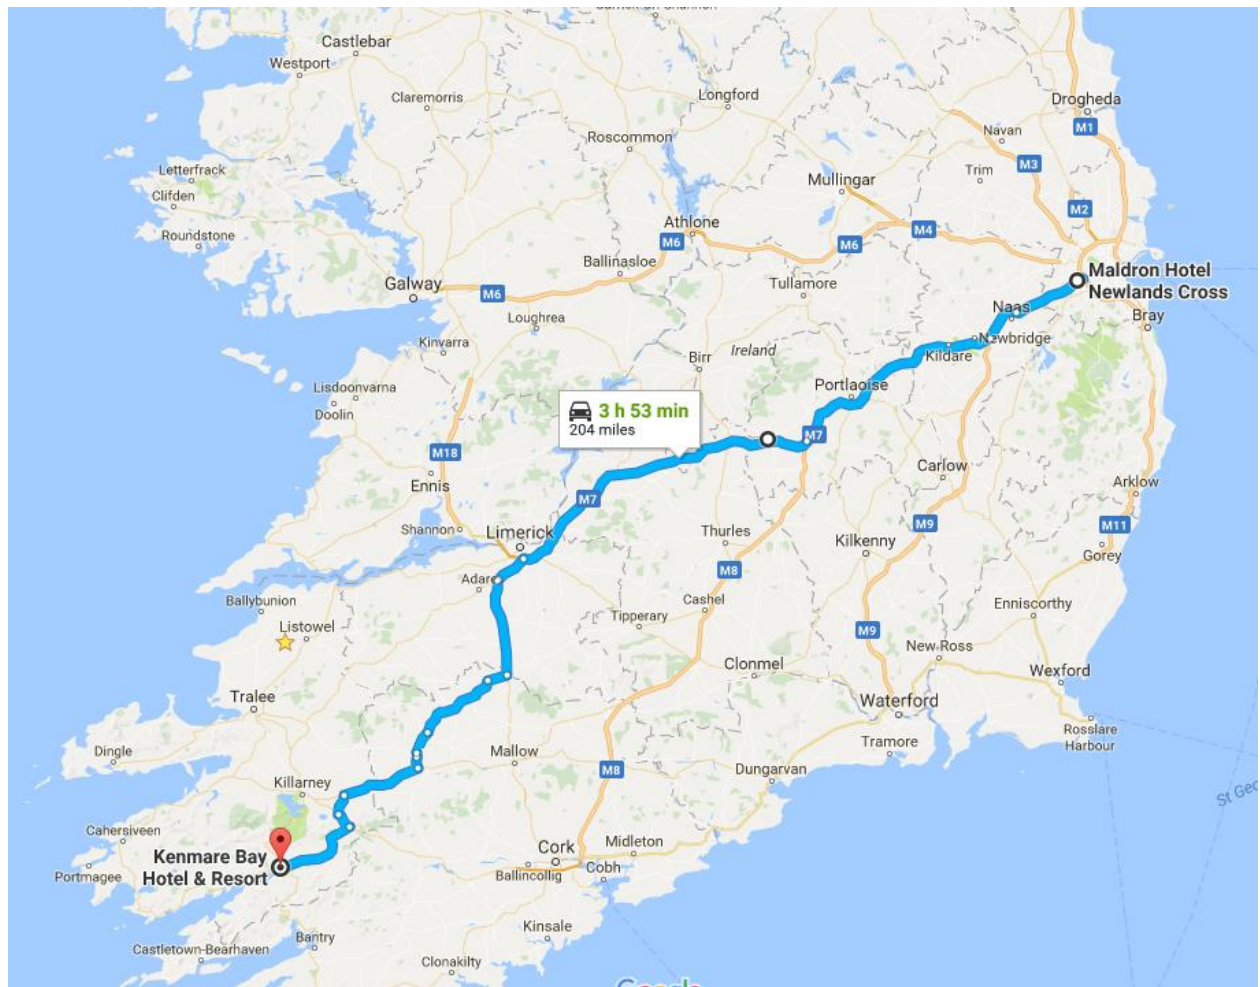 Castlebar
Westport
Claremorris
Longford
Drogheda
M1
Roscommon
Navan
M3
Letterfrack
Trim
Mullingar
Clifden
M2
Athlone
M4
Roundstone
M6
M6
Ballinasloe
Maldron Hotel
Newlands Cross
Galway
M6
Tullamore
Naas
Loughrea
Bray
Kinvarra
Newbridge
Ireland
Birr
Kildare
Lisdoonvarna
Portlaoise
Doolin
3 h 53 min
204 miles
M7
M18
Carlow
Ennis
Arklow
M7
Shannon
Limerick
Thurles
M9
M11
Kilkenny
Gorey
M8
Adare
Ballybunion
Cashel
Enniscorthy
Tipperary
Listowel
M9
New Ross
Clonmel
Wexford
Tralee
Waterford
Rosslare
Harbour
Dingle
Mallow
Tramore
M8
Dungarvan
Killarney
St Geo
Cahersiveen
Midleton
Kenmare Bay
Hotel & Resort
Cork
Portmagee
Ballincollig
Cobh
Kinsale
Bantry
Castletown-Bearhaven
Clonakilty